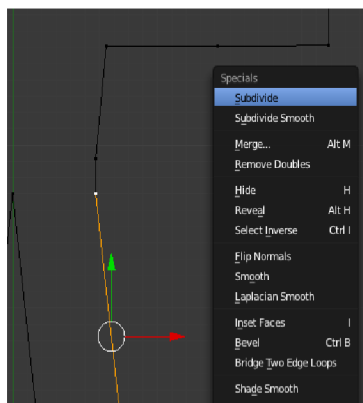 Specials
Subdivide
Subdivide Smooth
Merge... Alt M
Remove Doubles
Hide H
Reveal Alt H
Select Inverse Ctrl I
Flip Normals
Smooth
Laplacian Smooth
Inset Faces I
Bevel Ctrl B
Bridge Two Edge Loops
Shade Smooth